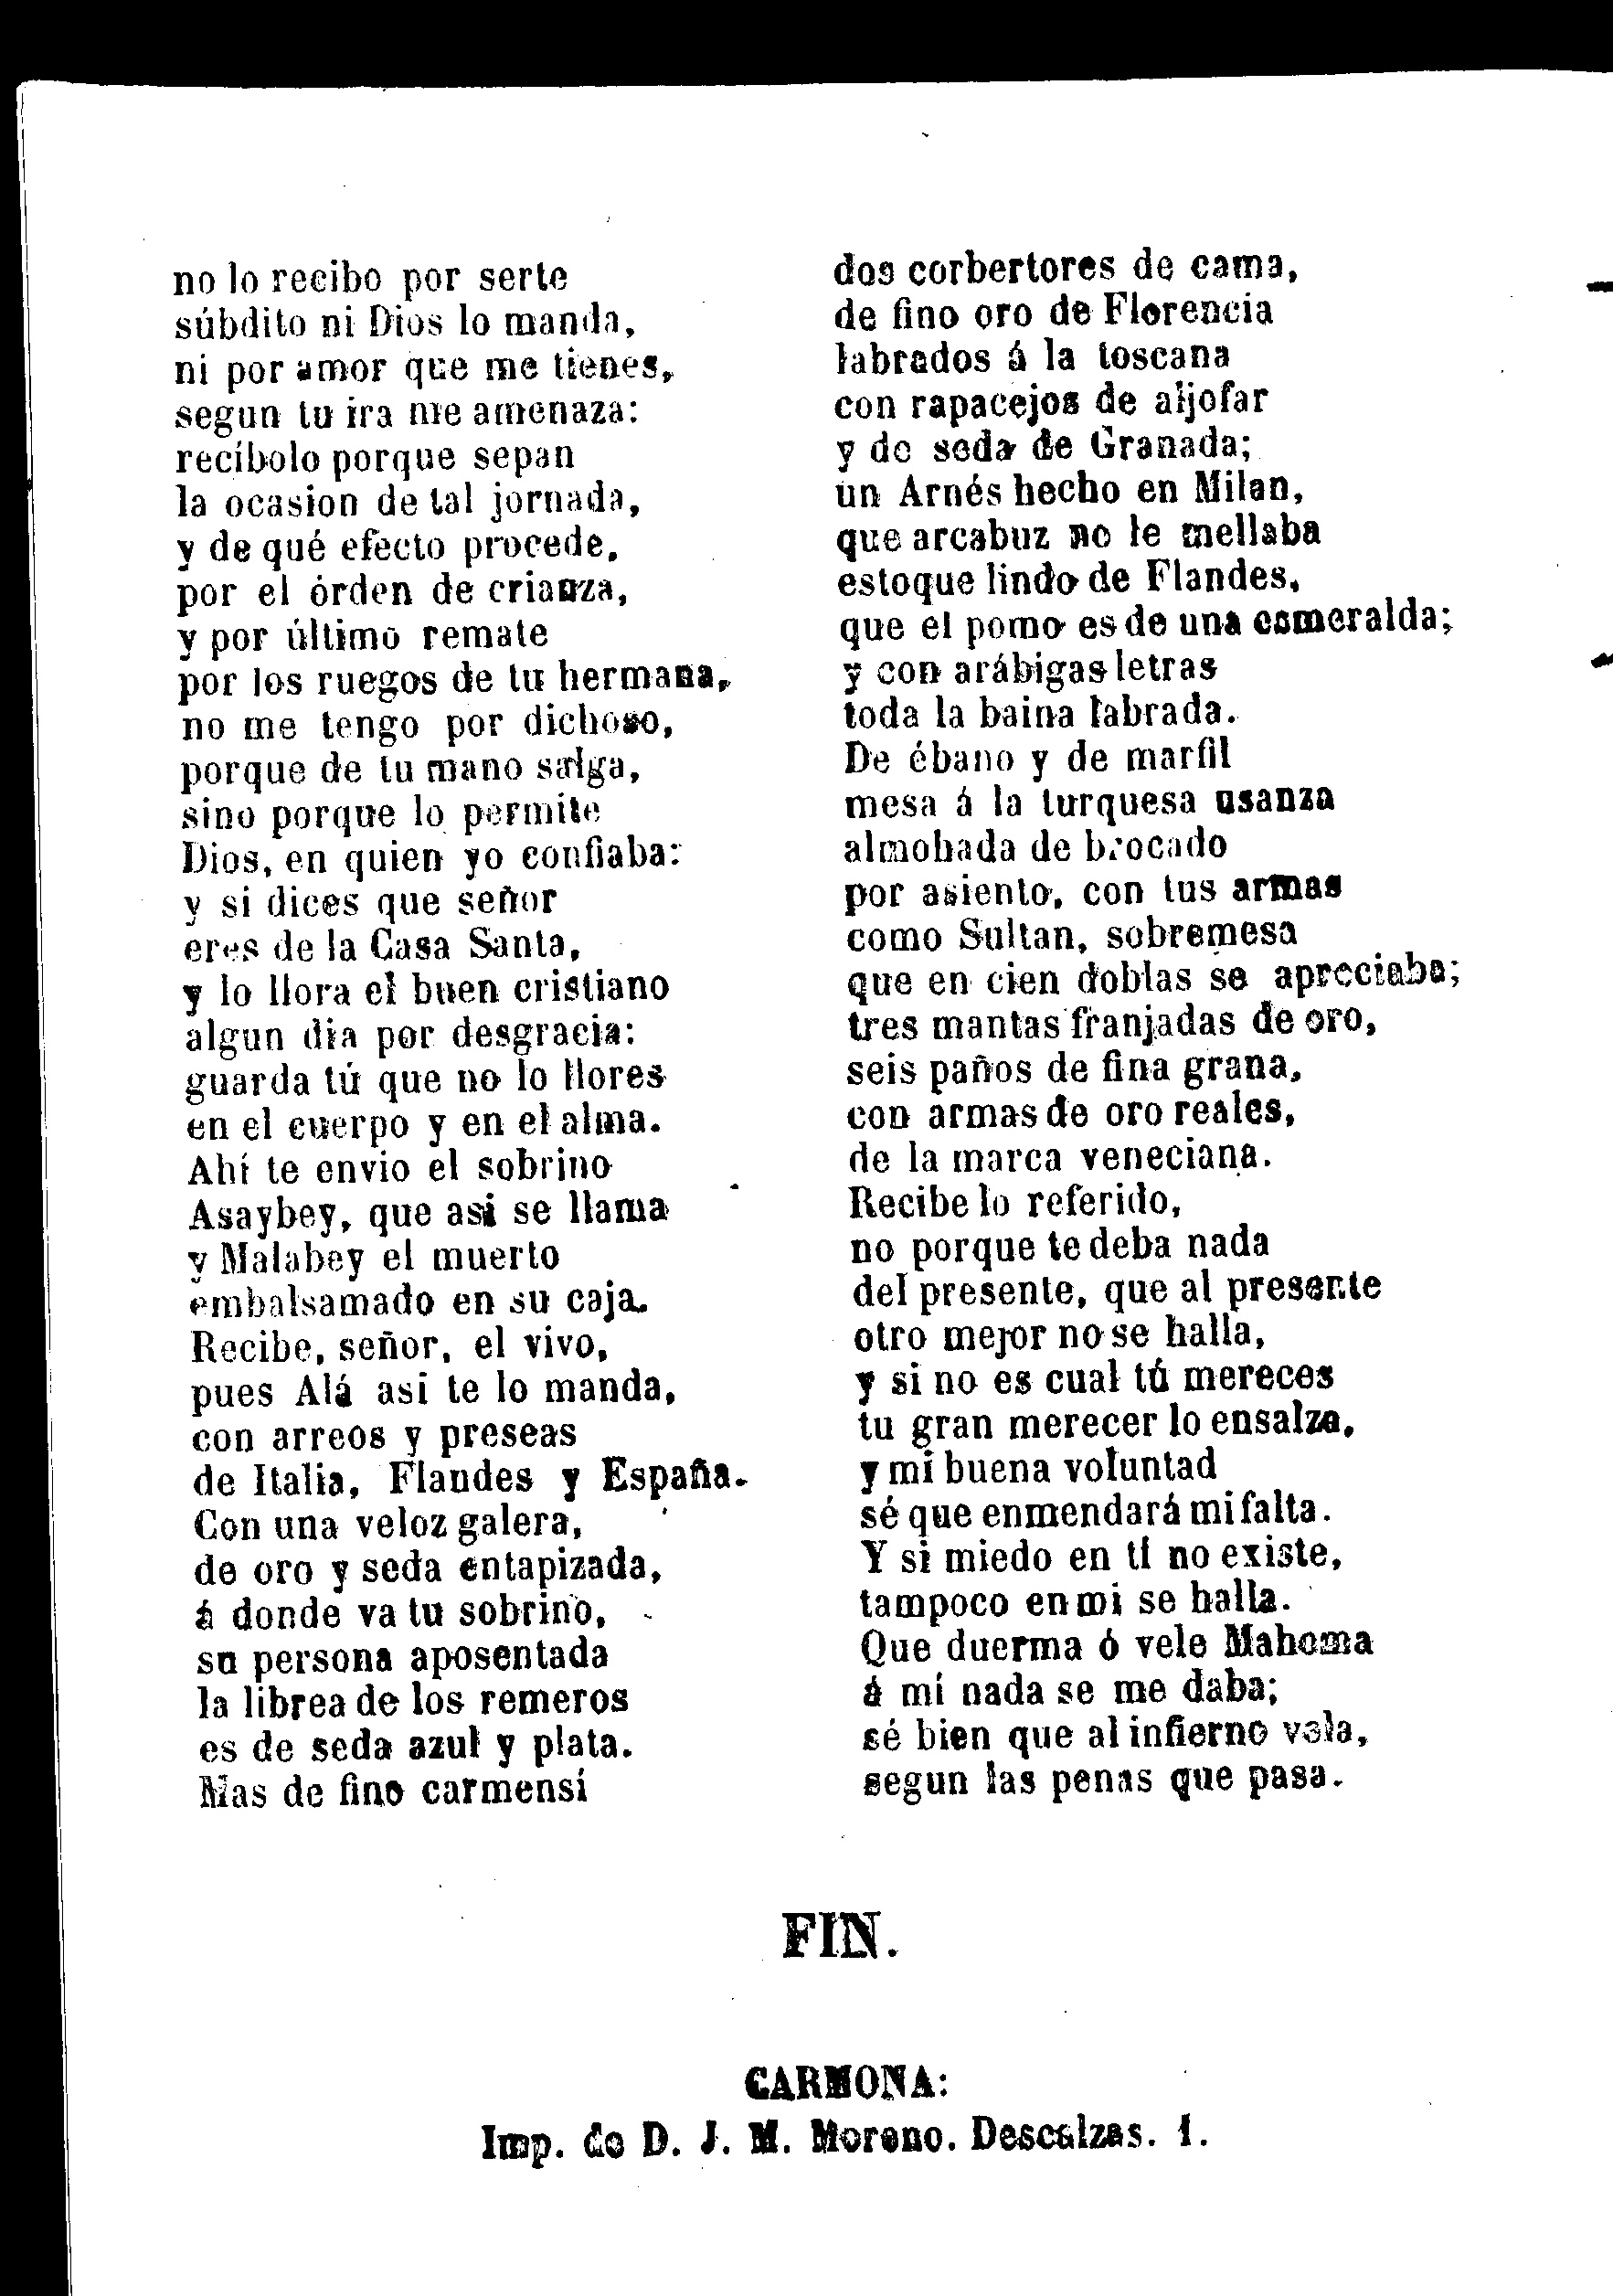 no lo recibo por serte
súbdito ni Dios lo manda,
ni por amor que me tienes,
segun tu ira me amenaza:
recíbolo porque sepan
la ocasion de tal jornada,
y de qué efecto procede,
por el órden de crianza,
y por último remate
por los ruegos de tu hermana,
no me tengo por dichoso,
porque de tu mano salga,
sino porque lo permite
Dios, en quien yo confiaba:
y si dices que señor
eres de la Casa Santa,
y lo llora el buen cristiano
algun dia por desgracia:
guarda tú que no lo llores
en el cuerpo y en el alma.
Ahí te envio el sobrino
Asaybey, que asi se llama
y Malabey el muerto
embalsamado en su caja.
Recibe, señor, el vivo,
pues Alá asi te lo manda,
con arreos y preseas
de Italia, Flandes y España.
Con una veloz galera,
de oro y seda entapizada,
á donde va tu sobrino,
su persona aposentada
la librea de los remeros
es de seda azul y plata.
Mas de fino carmensí
dos corbertores de cama,
de fino oro de Florencia
labrados á la toscana
con rapacejos de aljofar
y de seda de Granada;
un Arnés hecho en Milan,
que arcabuz no le mellaba
estoque lindo de Flandes,
que el pomo es de una esmeralda;
y con arábigas letras
toda la baina labrada.
De ébano y de marfil
mesa á la turquesa usanza
almohada de brocado
por asiento, con tus armas
como Sultan, sobremesa
que en cien doblas se apreciaba;
tres mantas franjadas de oro,
seis paños de fina grana,
con armas de oro reales,
de la marca veneciana.
Recibe lo referido,
no porque te deba nada
del presente, que al presente
otro mejor no se halla,
y si no es cual tú mereces
tu gran merecer lo ensalza,
y mi buena voluntad
sé que enmendará mi falta.
Y si miedo en tí no existe,
tampoco en mi se halla.
Que duerma ó vele Mahoma
á mí nada se me daba;
sé bien que al infierno vela,
segun las penas que pasa.
FIN.
CARMONA:
Imp. de D. J. M. Moreno. Descalzas. 1.